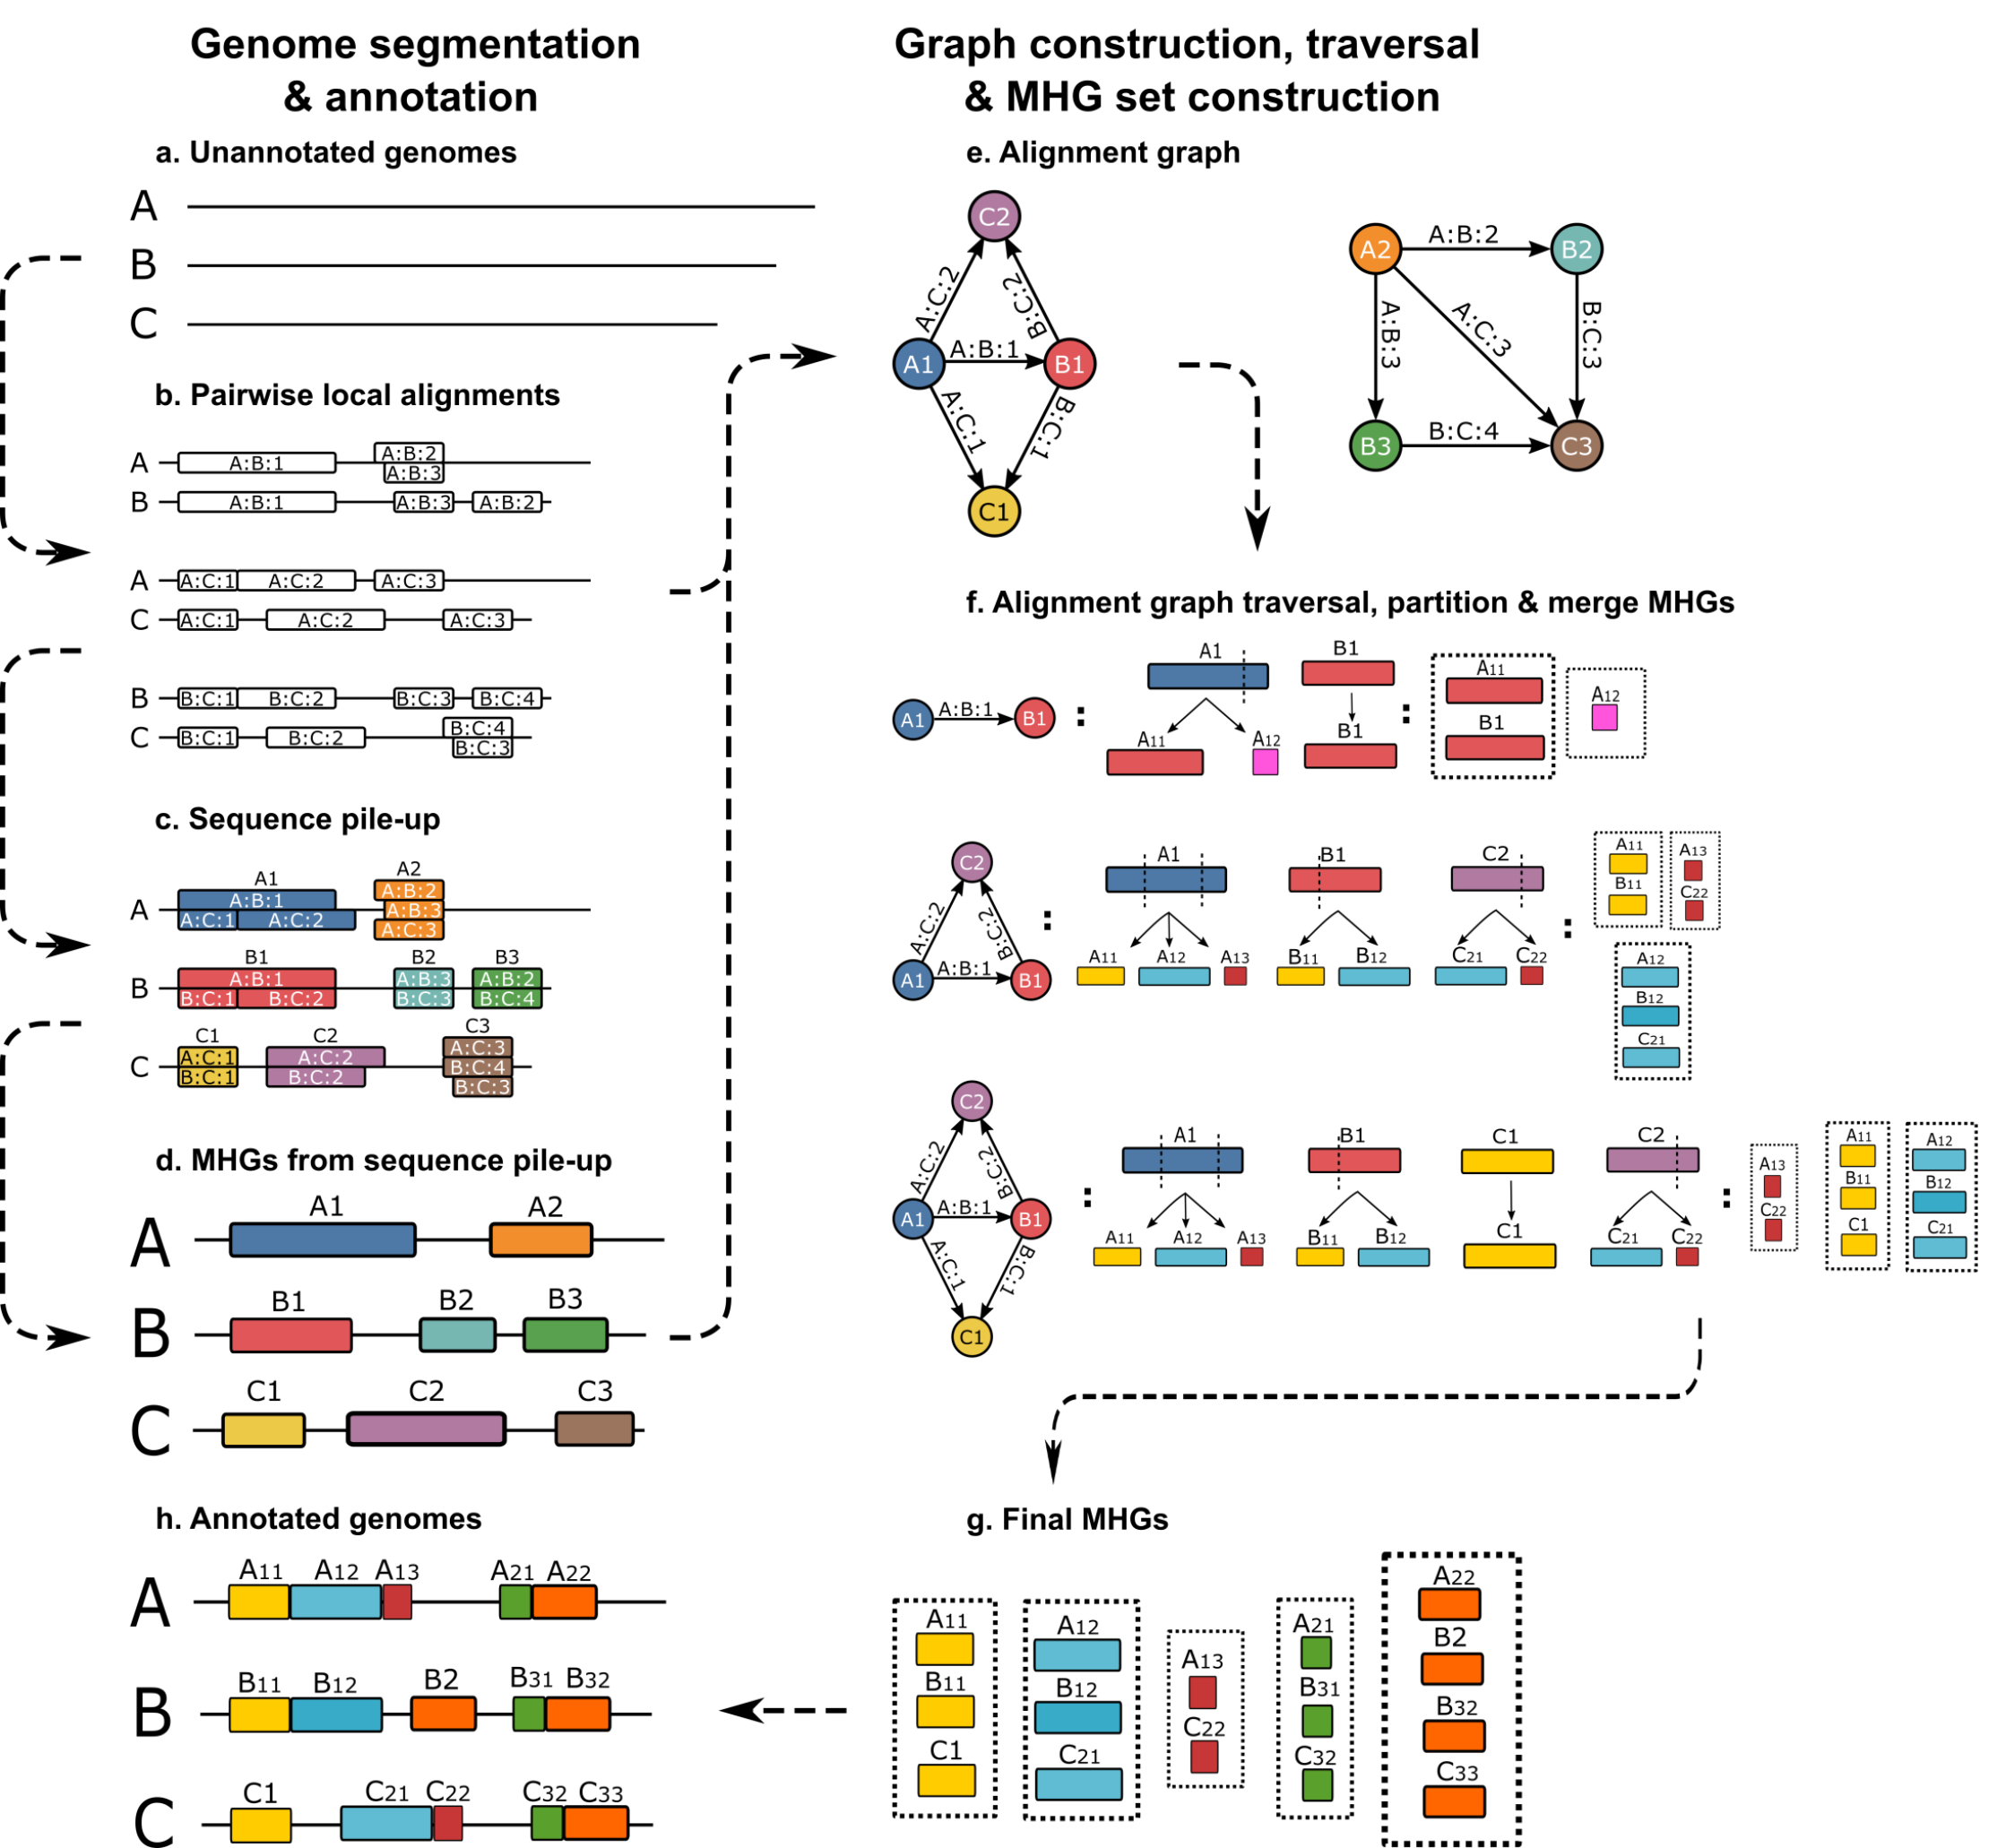 Genome segmentation
& annotation
a. Unannotated genomes
A
B
C
b. Pairwise local alignments
A A:B:1 A:B:2
A:B:3
B A:B:1 A:B:3 A:B:2
A A:C:1 A:C:2 A:C:3
C A:C:1 A:C:2 A:C:3
B B:C:1 B:C:2 B:C:3 B:C:4
C B:C:1 B:C:2 B:C:4
B:C:3
c. Sequence pile-up
A1 A2
A A:B:1 A:B:2
A:C:1 A:C:2 A:B:3
A:C:3
B1 B2 B3
B A:B:1 A:B:3 A:B:2
B:C:1 B:C:2 B:C:3 B:C:4
C1 C2 C3
C A:C:1 A:C:2 A:C:3
B:C:1 B:C:2 B:C:4
B:C:3
d. MHGs from sequence pile-up
A A1 A2
B B1 B2 B3
C C1 C2 C3
Graph construction, traversal
& MHG set construction
e. Alignment graph
C2
A:C:2 B:C:2
A1 A:B:1 B1
A:C:1 B:C:1
C1
A2 A:B:2 B2
A:B:3 A:C:3 B:C:3
B3 B:C:4 C3
f. Alignment graph traversal, partition & merge MHGs
A1 B1 A11
A1 A:B:1 B1 : : A12
A11 A12 B1 B1
C2 A1 B1 C2 A11 A13
A:C:2 B:C:2 : : B11 C22
A1 A:B:1 B1 A11 A12 A13 B11 B12 C21 C22 A12
B12
C21
C2 A1 B1 C1 C2 A13 A11 A12
A:C:2 B:C:2 : : C22 B11 B12
A1 A:B:1 B1 A11 A12 A13 B11 B12 C1 C21 C22 C1 C21
A:C:1 B:C:1
C1
g. Final MHGs
A11 A12 A13 A21 A22
B11 B12 C22 B31 B2
C1 C21 C32 B32
C33
h. Annotated genomes
A A11 A12 A13 A21 A22
B B11 B12 B2 B31 B32
C C1 C21 C22 C32 C33